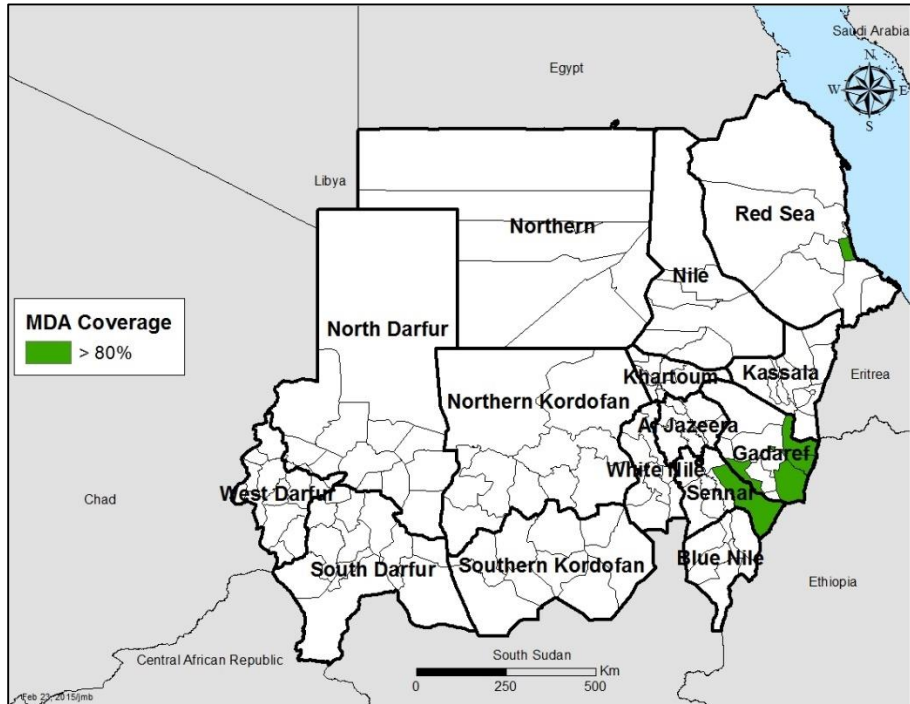 Saudi Arabia
Egypt
N
W E
S
Libya
Red Sea
Northern
Nile
MDA Coverage
> 80%
North Darfur
Khartoum
Kassala
Eritrea
Northern Kordofan
Al Jazeera
Gadaref
White Nile
Sennar
Chad
West Darfur
South Darfur
Southern Kordofan
Blue Nile
Ethiopia
Central African Republic
South Sudan
Km
0 250 500
Feb 23, 2015/jmb